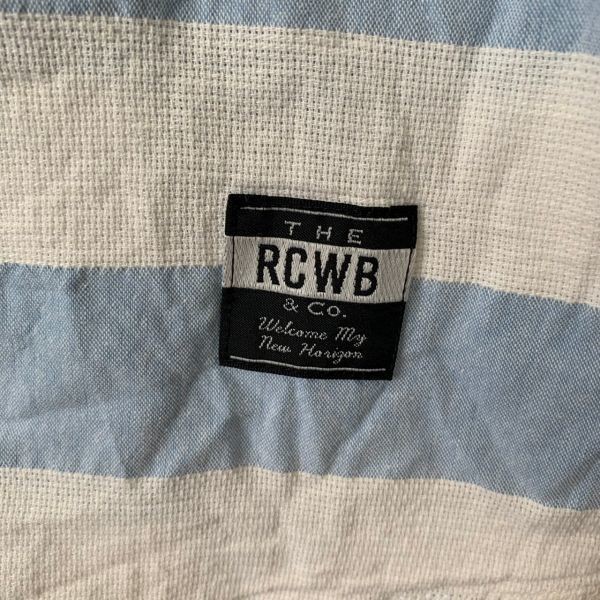 THE
RCWB
& Co.
Welcome My
New Horizon